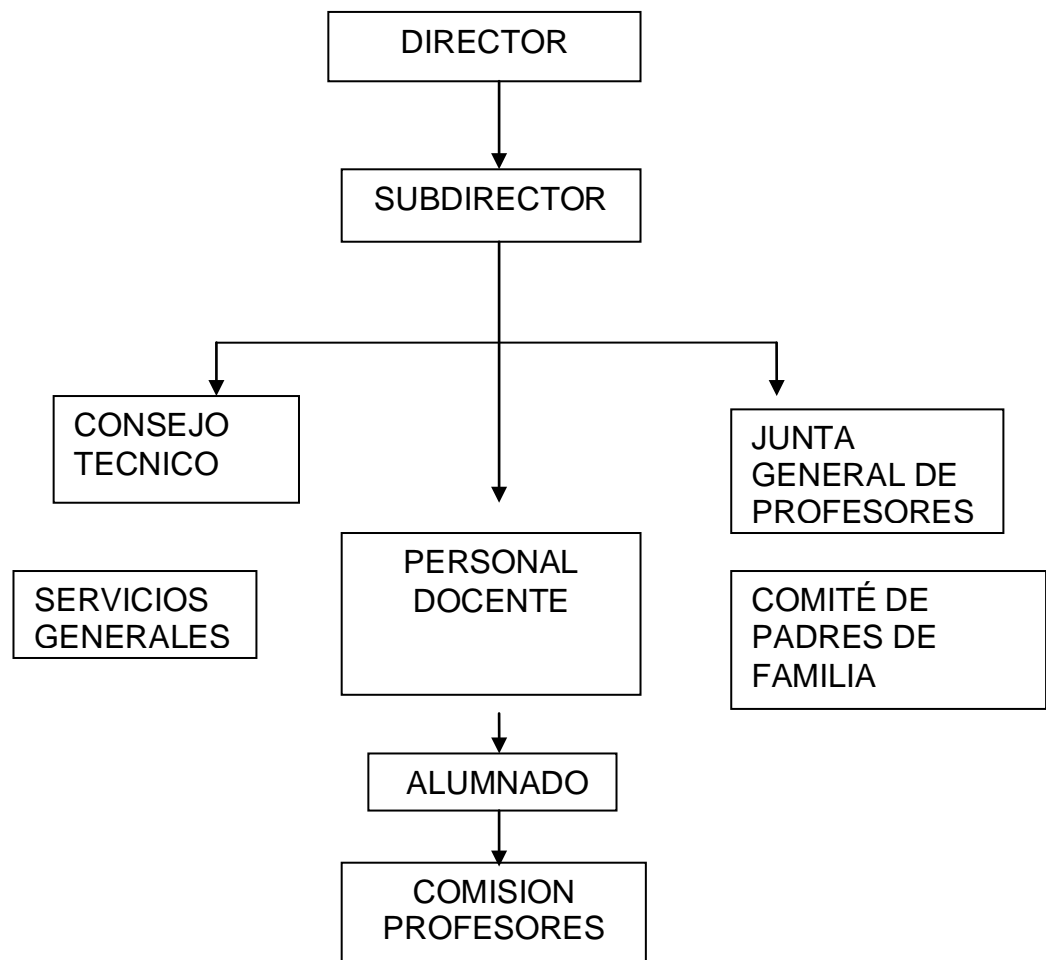 DIRECTOR
SUBDIRECTOR
CONSEJO
TECNICO
JUNTA
GENERAL DE
PROFESORES
PERSONAL
DOCENTE
SERVICIOS
GENERALES
COMITÉ DE
PADRES DE
FAMILIA
ALUMNADO
COMISION
PROFESORES